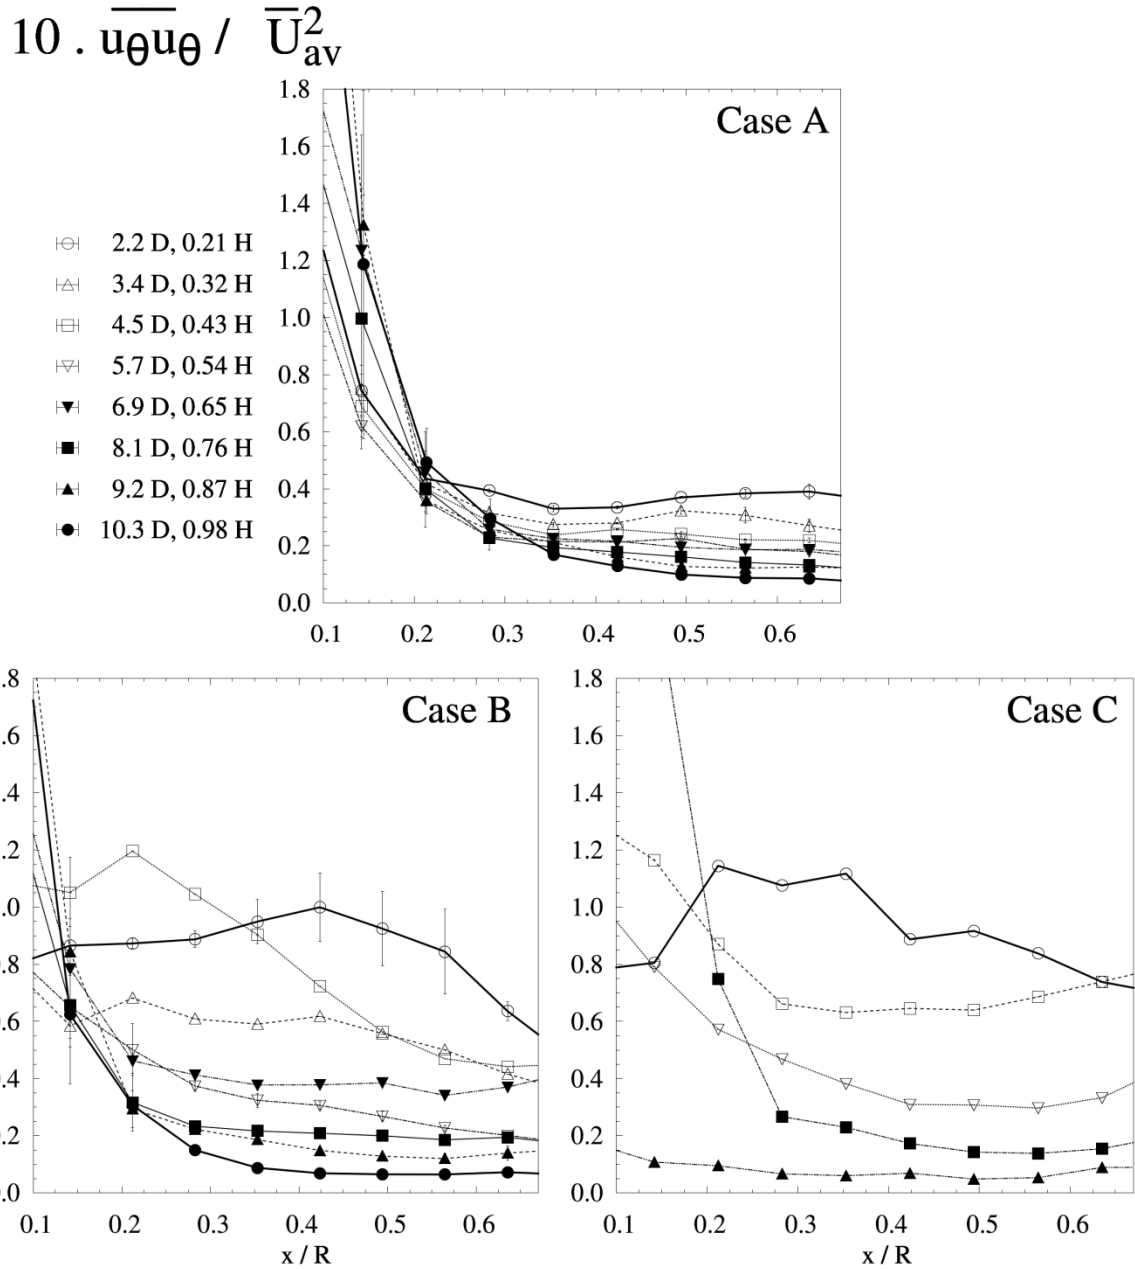 10 . u̅θ̅u̅θ / U̅²av
Case A
1.8
1.6
1.4
1.2
1.0
0.8
0.6
0.4
0.2
0.0
0.1 0.2 0.3 0.4 0.5 0.6
2.2 D, 0.21 H
3.4 D, 0.32 H
4.5 D, 0.43 H
5.7 D, 0.54 H
6.9 D, 0.65 H
8.1 D, 0.76 H
9.2 D, 0.87 H
10.3 D, 0.98 H
Case B
.8
.6
.4
.2
.0
0.8
0.6
0.4
0.2
0.0
0.1 0.2 0.3 0.4 0.5 0.6
x / R
Case C
1.8
1.6
1.4
1.2
1.0
0.8
0.6
0.4
0.2
0.0
0.1 0.2 0.3 0.4 0.5 0.6
x / R